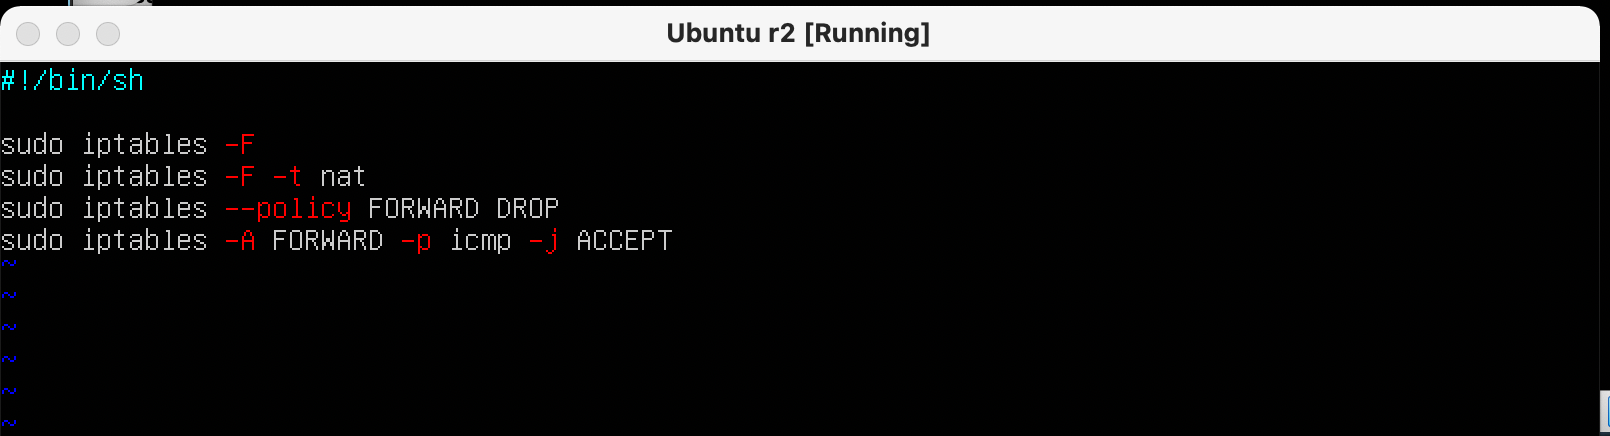 Ubuntu r2 [Running]
#!/bin/sh
sudo iptables -F
sudo iptables -F -t nat
sudo iptables --policy FORWARD DROP
sudo iptables -A FORWARD -p icmp -j ACCEPT
~
~
~
~
~
~